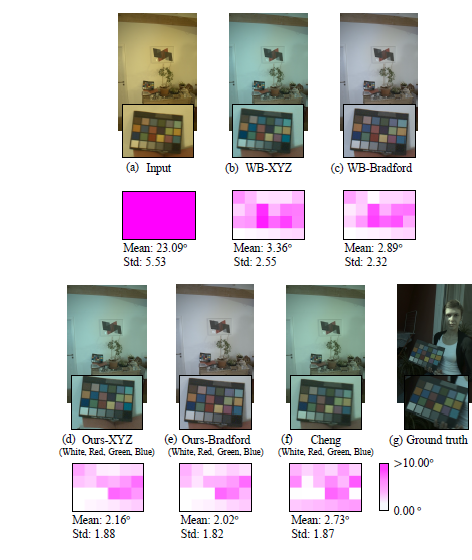 (a) Input
(b) WB-XYZ
(c) WB-Bradford
Mean: 23.09°
Std: 5.53
Mean: 3.36°
Std: 2.55
Mean: 2.89°
Std: 2.32
(d) Ours-XYZ
(White, Red, Green, Blue)
(e) Ours-Bradford
(White, Red, Green, Blue)
(f) Cheng
(White, Red, Green, Blue)
(g) Ground truth
>10.00°
0.00 °
Mean: 2.16°
Std: 1.88
Mean: 2.02°
Std: 1.82
Mean: 2.73°
Std: 1.87